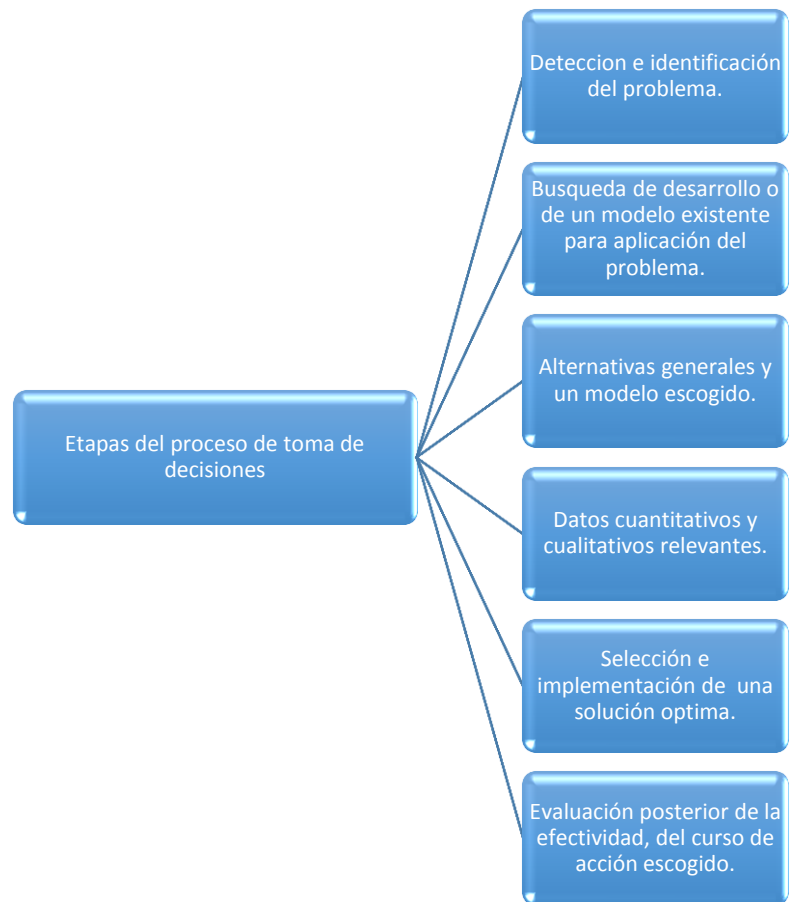 Deteccion e identificación
del problema.
Busqueda de desarrollo o
de un modelo existente
para aplicación del
problema.
Alternativas generales y
un modelo escogido.
Etapas del proceso de toma de
decisiones
Datos cuantitativos y
cualitativos relevantes.
Selección e
implementación de una
solución optima.
Evaluación posterior de la
efectividad, del curso de
acción escogido.